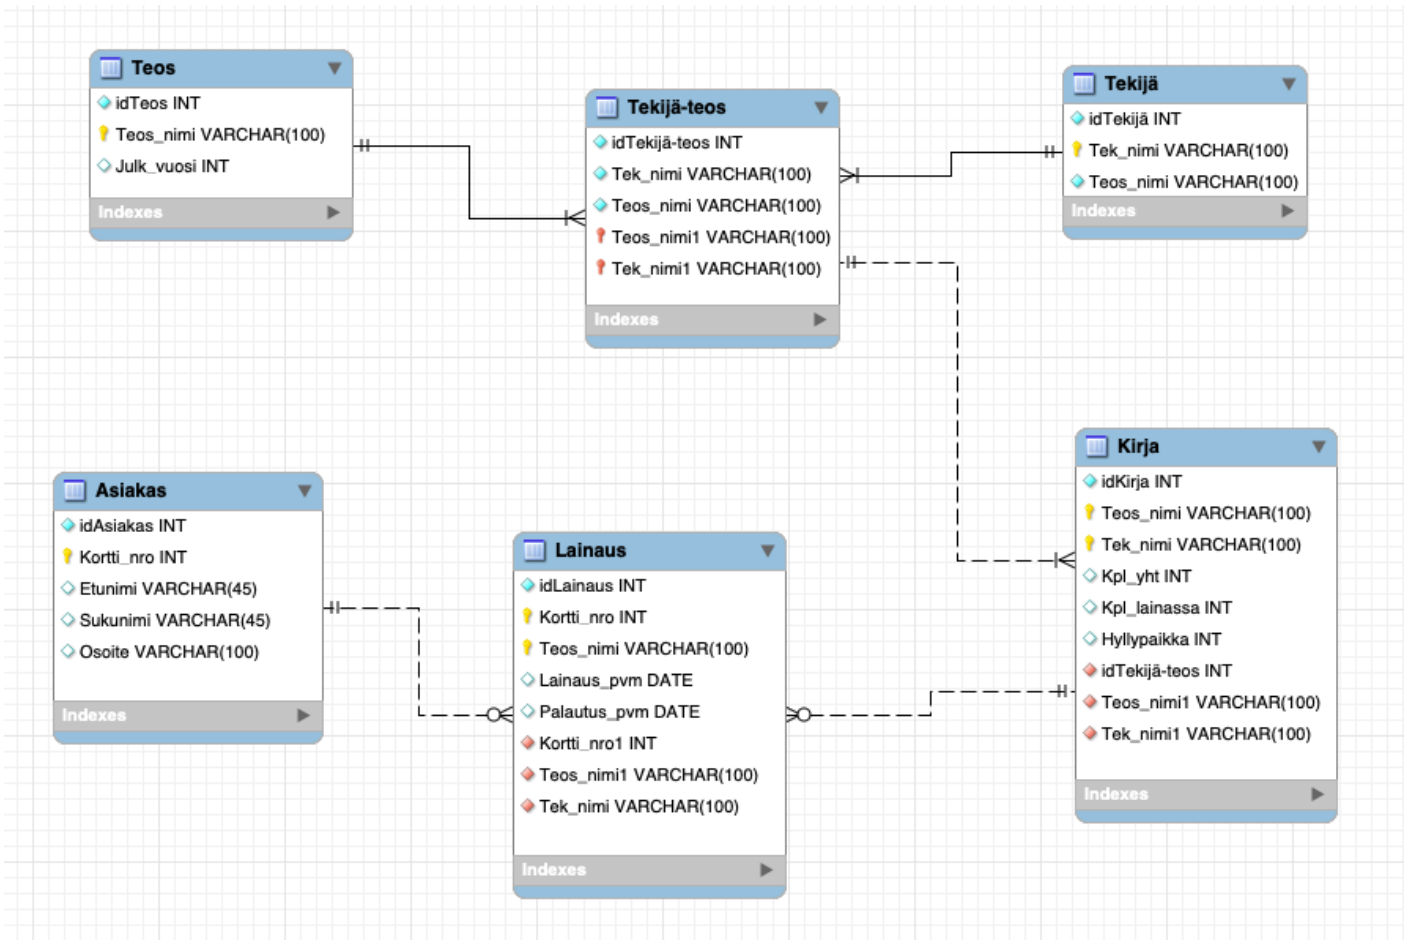 Teos
idTeos INT
Teos_nimi VARCHAR(100)
Julk_vuosi INT
Indexes
Tekijä-teos
idTekijä-teos INT
Tek_nimi VARCHAR(100)
Teos_nimi VARCHAR(100)
Teos_nimi1 VARCHAR(100)
Tek_nimi1 VARCHAR(100)
Indexes
Tekijä
idTekijä INT
Tek_nimi VARCHAR(100)
Teos_nimi VARCHAR(100)
Indexes
Asiakas
idAsiakas INT
Kortti_nro INT
Etunimi VARCHAR(45)
Sukunimi VARCHAR(45)
Osoite VARCHAR(100)
Indexes
Lainaus
idLainaus INT
Kortti_nro INT
Teos_nimi VARCHAR(100)
Lainaus_pvm DATE
Palautus_pvm DATE
Kortti_nro1 INT
Teos_nimi1 VARCHAR(100)
Tek_nimi VARCHAR(100)
Indexes
Kirja
idKirja INT
Teos_nimi VARCHAR(100)
Tek_nimi VARCHAR(100)
Kpl_yht INT
Kpl_lainassa INT
Hyllypaikka INT
idTekijä-teos INT
Teos_nimi1 VARCHAR(100)
Tek_nimi1 VARCHAR(100)
Indexes